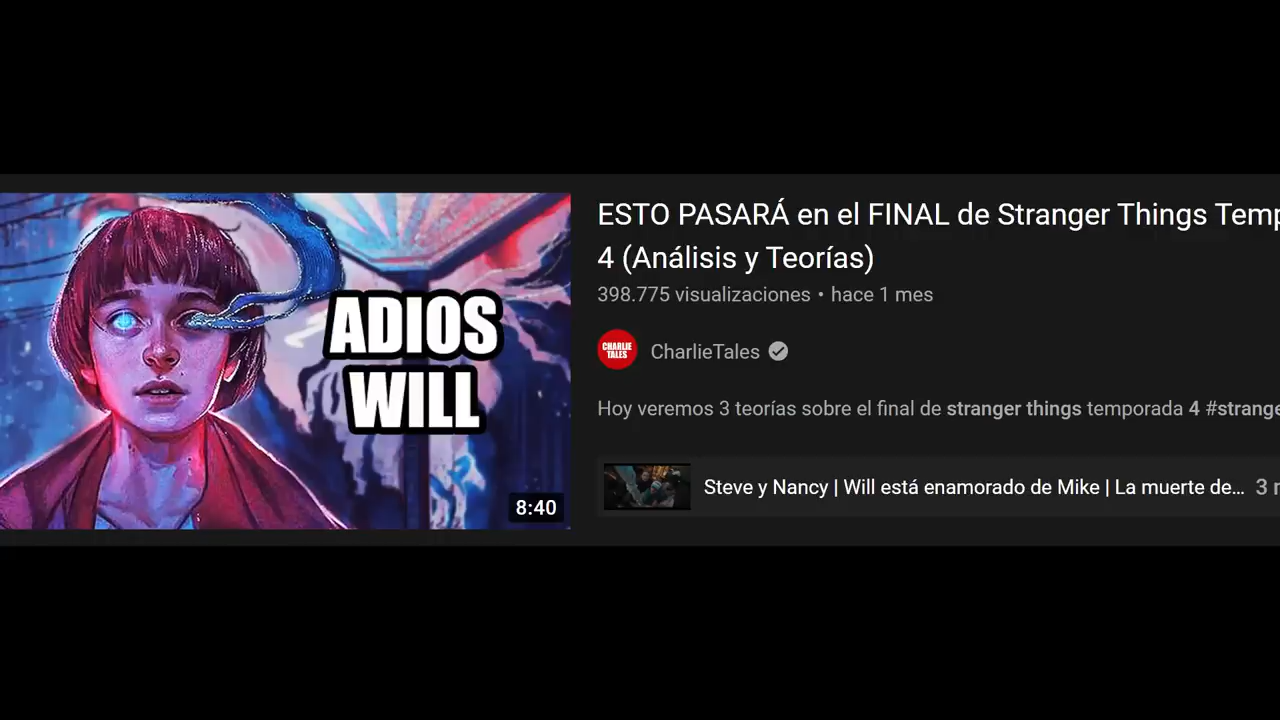 ADIOS
WILL
8:40
ESTO PASARÁ en el FINAL de Stranger Things Temp
4 (Análisis y Teorías)
398.775 visualizaciones • hace 1 mes
CHARLIE
TALES
CharlieTales
Hoy veremos 3 teorías sobre el final de stranger things temporada 4 #strange
Steve y Nancy | Will está enamorado de Mike | La muerte de... 3